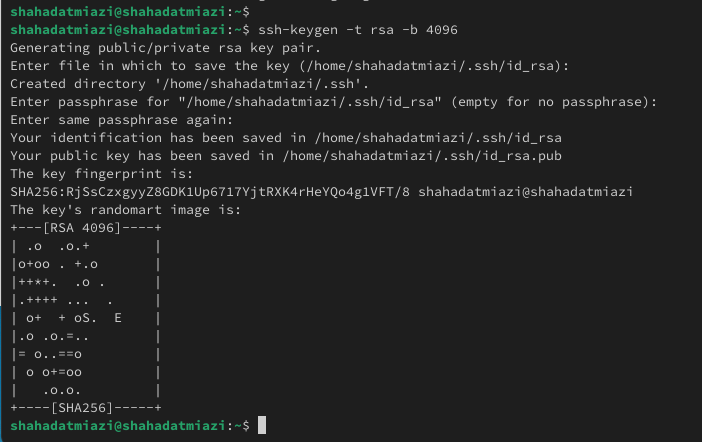 shahadatmiazi@shahadatmiazi:~$
shahadatmiazi@shahadatmiazi:~$ ssh-keygen -t rsa -b 4096
Generating public/private rsa key pair.
Enter file in which to save the key (/home/shahadatmiazi/.ssh/id_rsa):
Created directory '/home/shahadatmiazi/.ssh'.
Enter passphrase for "/home/shahadatmiazi/.ssh/id_rsa" (empty for no passphrase):
Enter same passphrase again:
Your identification has been saved in /home/shahadatmiazi/.ssh/id_rsa
Your public key has been saved in /home/shahadatmiazi/.ssh/id_rsa.pub
The key fingerprint is:
SHA256:RjSsCzxgyyZ8GDK1Up6717YjtRXK4rHeYQo4g1VFT/8 shahadatmiazi@shahadatmiazi
The key's randomart image is:
+---[RSA 4096]----+
| .o  .o.+        |
|o+oo . +.o       |
|++*+.  .o .      |
|.++++ ...  .     |
| o+  + oS.  E    |
|.o .o.=..        |
|= o..==o         |
| o o+=oo         |
|   .o.o.         |
+----[SHA256]-----+
shahadatmiazi@shahadatmiazi:~$